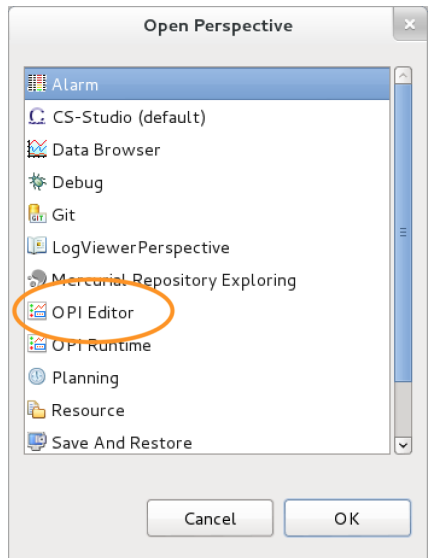 Open Perspective
Alarm
CS-Studio (default)
Data Browser
Debug
Git
LogViewerPerspective
Mercurial Repository Exploring
OPI Editor
OPI Runtime
Planning
Resource
Save And Restore
Cancel OK